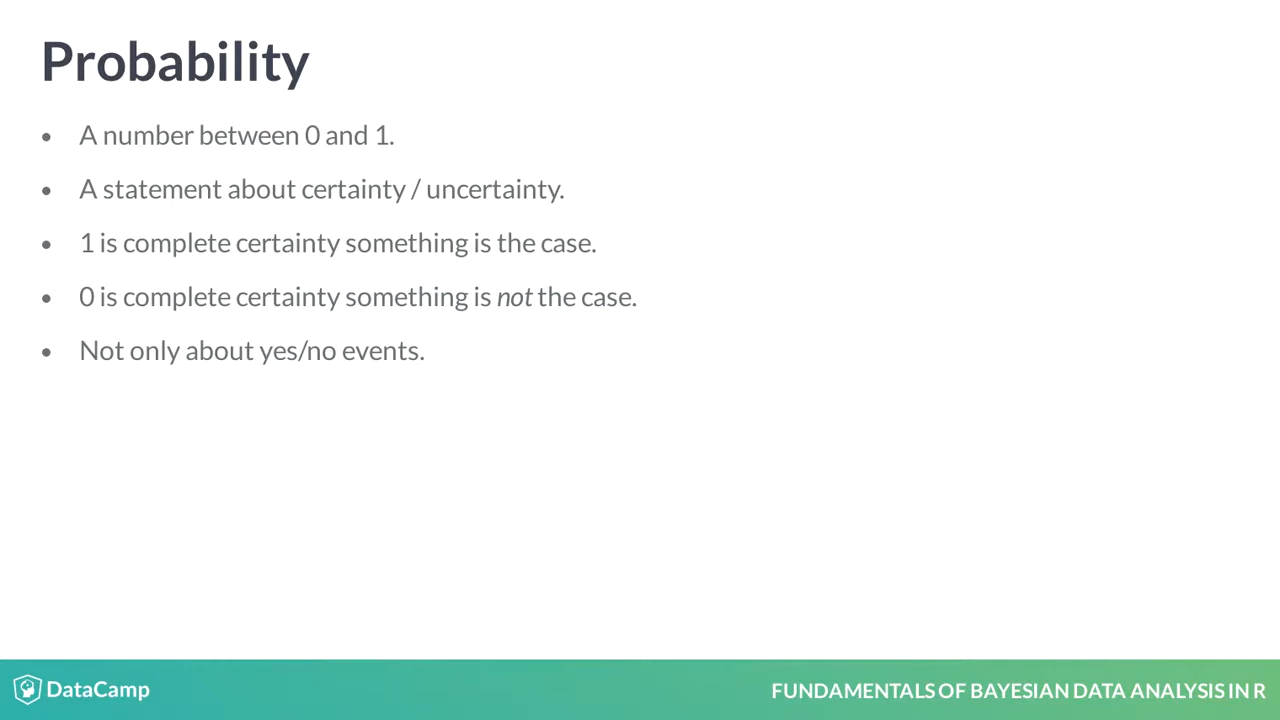 Probability
• A number between 0 and 1.
• A statement about certainty / uncertainty.
• 1 is complete certainty something is the case.
• 0 is complete certainty something is not the case.
• Not only about yes/no events.
DataCamp
FUNDAMENTALS OF BAYESIAN DATA ANALYSIS IN R